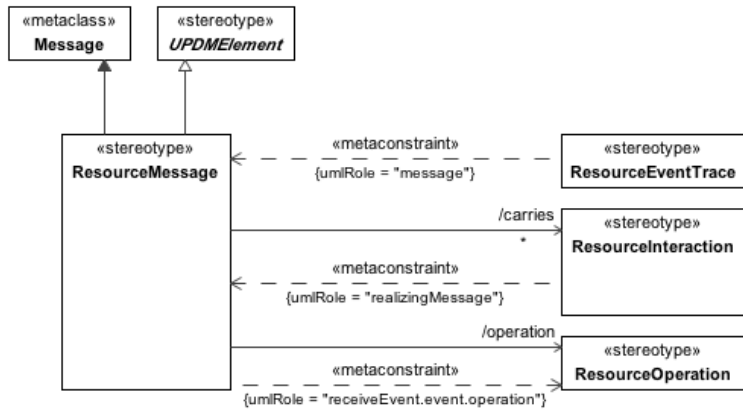 «metaclass»
Message
«stereotype»
UPDMElement
«stereotype»
ResourceMessage
«metaconstraint»
{umlRole = "message"}
«stereotype»
ResourceEventTrace
/carries
*
«stereotype»
ResourceInteraction
«metaconstraint»
{umlRole = "realizingMessage"}
/operation
«stereotype»
ResourceOperation
«metaconstraint»
{umlRole = "receiveEvent.event.operation"}